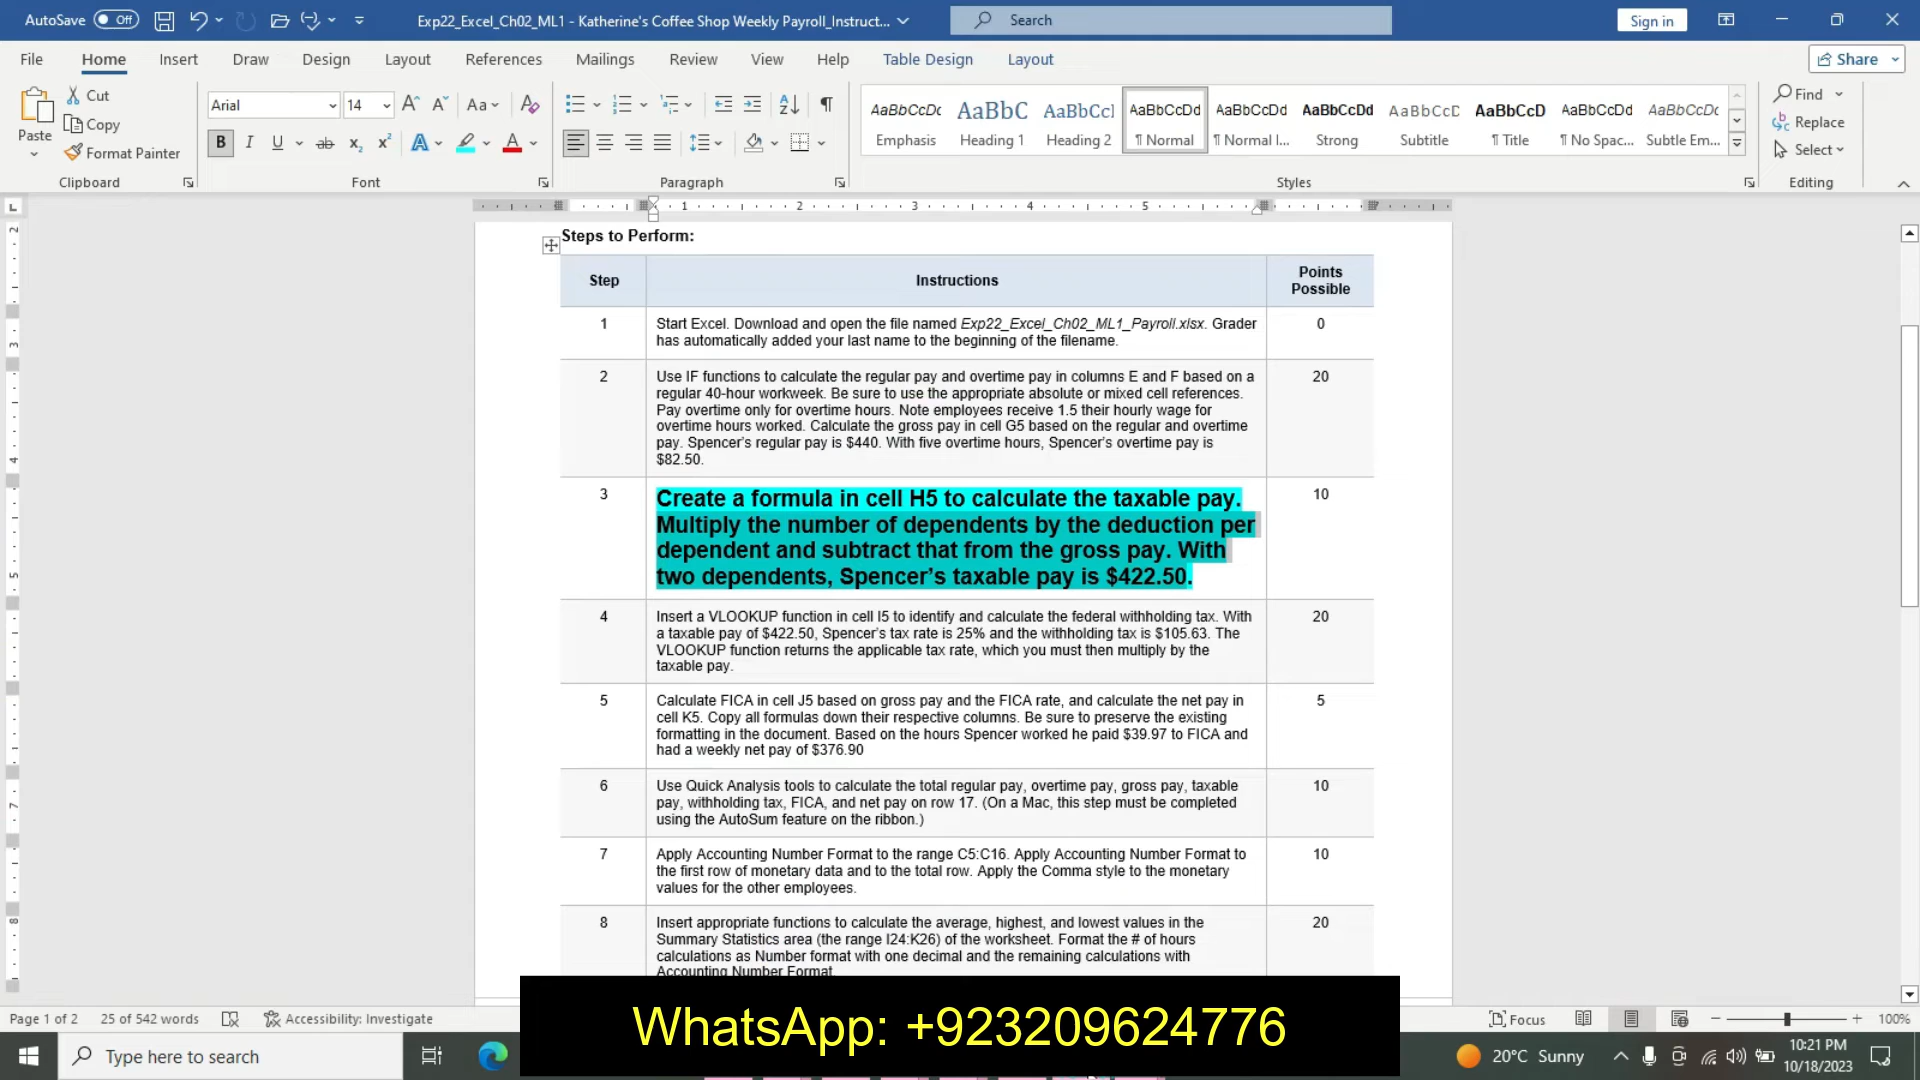 AutoSave Off
Exp22_Excel_Ch02_ML1 - Katherine's Coffee Shop Weekly Payroll_Instruct...
Search
Sign in
File Home Insert Draw Design Layout References Mailings Review View Help Table Design Layout
Share
Paste
Cut
Copy
Format Painter
Clipboard
Arial
14
Font
Paragraph
AaBbCcDc AaBbC AaBbCcI AaBbCcDd AaBbCcDd AaBbCcDd AaBbCcC AaBbCcD AaBbCcDd AaBbCcDc
Emphasis Heading 1 Heading 2 ¶ Normal ¶ Normal I... Strong Subtitle ¶ Title ¶ No Spac... Subtle Em...
Styles
Find
Replace
Select
Editing
1 2 3 4 5
Steps to Perform:
Step
Instructions
Points Possible
1
Start Excel. Download and open the file named Exp22_Excel_Ch02_ML1_Payroll.xlsx. Grader
has automatically added your last name to the beginning of the filename.
0
2
Use IF functions to calculate the regular pay and overtime pay in columns E and F based on a
regular 40-hour workweek. Be sure to use the appropriate absolute or mixed cell references.
Pay overtime only for overtime hours. Note employees receive 1.5 their hourly wage for
overtime hours worked. Calculate the gross pay in cell G5 based on the regular and overtime
pay. Spencer’s regular pay is $440. With five overtime hours, Spencer’s overtime pay is
$82.50.
20
3
Create a formula in cell H5 to calculate the taxable pay.
Multiply the number of dependents by the deduction per
dependent and subtract that from the gross pay. With
two dependents, Spencer’s taxable pay is $422.50.
10
4
Insert a VLOOKUP function in cell I5 to identify and calculate the federal withholding tax. With
a taxable pay of $422.50, Spencer’s tax rate is 25% and the withholding tax is $105.63. The
VLOOKUP function returns the applicable tax rate, which you must then multiply by the
taxable pay.
20
5
Calculate FICA in cell J5 based on gross pay and the FICA rate, and calculate the net pay in
cell K5. Copy all formulas down their respective columns. Be sure to preserve the existing
formatting in the document. Based on the hours Spencer worked he paid $39.97 to FICA and
had a weekly net pay of $376.90
5
6
Use Quick Analysis tools to calculate the total regular pay, overtime pay, gross pay, taxable
pay, withholding tax, FICA, and net pay on row 17. (On a Mac, this step must be completed
using the AutoSum feature on the ribbon.)
10
7
Apply Accounting Number Format to the range C5:C16. Apply Accounting Number Format to
the first row of monetary data and to the total row. Apply the Comma style to the monetary
values for the other employees.
10
8
Insert appropriate functions to calculate the average, highest, and lowest values in the
Summary Statistics area (the range I24:K26) of the worksheet. Format the # of hours
calculations as Number format with one decimal and the remaining calculations with
Accounting Number Format.
20
WhatsApp: +923209624776
Page 1 of 2 25 of 542 words Accessibility: Investigate
Focus
100%
Type here to search
20°C Sunny
10:21 PM
10/18/2023